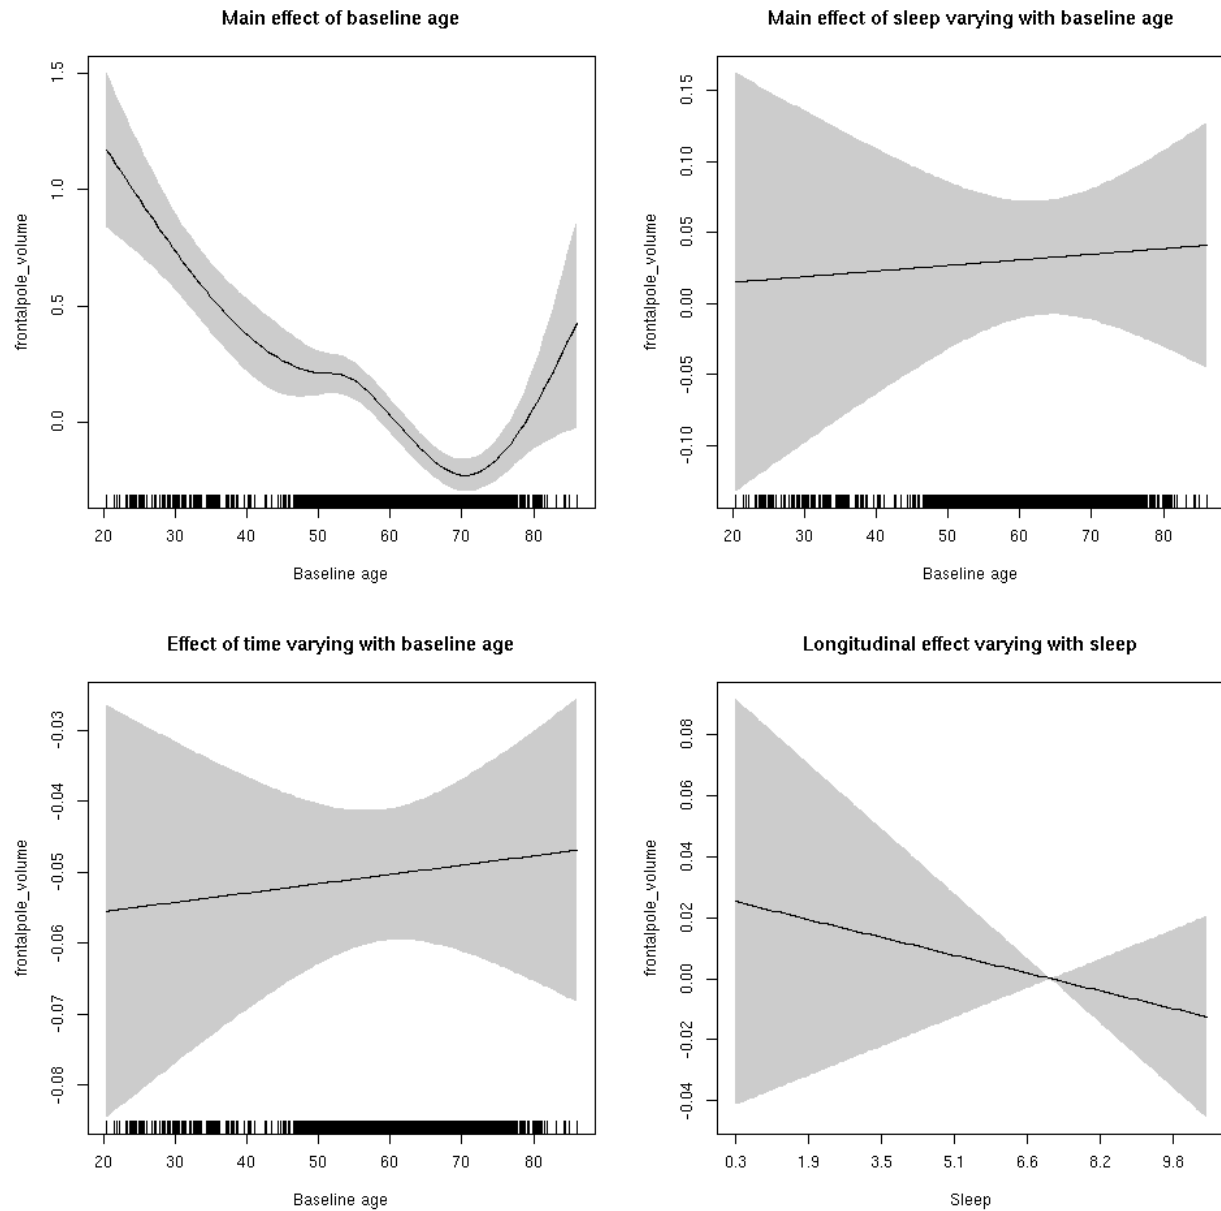 Main effect of baseline age
frontalpole_volume
1.5
1.0
0.5
0.0
20 30 40 50 60 70 80
Baseline age
Main effect of sleep varying with baseline age
frontalpole_volume
0.15
0.10
0.05
0.00
-0.05
-0.10
20 30 40 50 60 70 80
Baseline age
Effect of time varying with baseline age
frontalpole_volume
-0.03
-0.04
-0.05
-0.06
-0.07
-0.08
20 30 40 50 60 70 80
Baseline age
Longitudinal effect varying with sleep
frontalpole_volume
0.08
0.06
0.04
0.02
0.00
-0.02
-0.04
0.3 1.9 3.5 5.1 6.6 8.2 9.8
Sleep